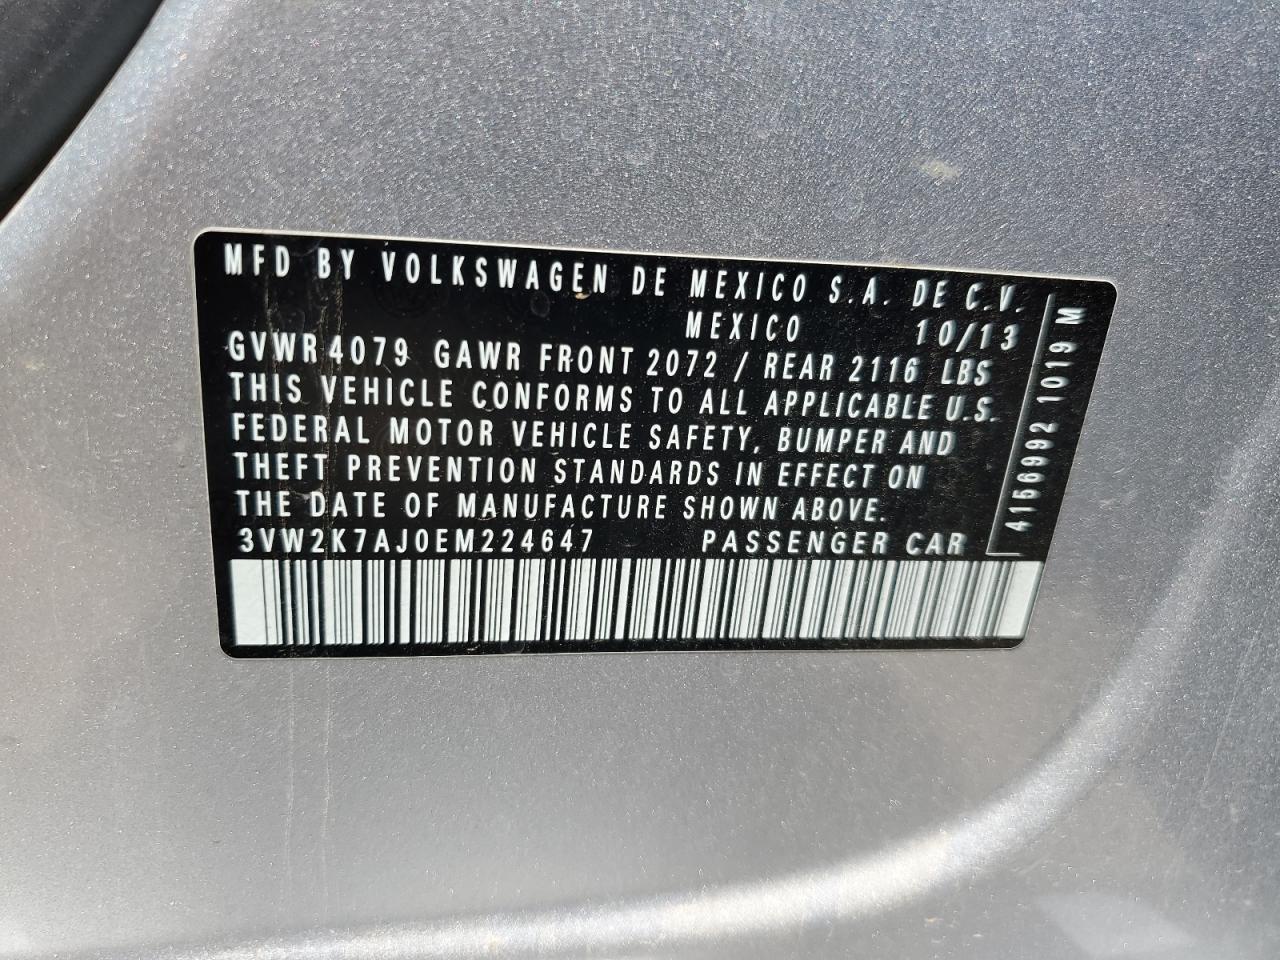 MFD BY VOLKSWAGEN DE MEXICO S.A. DE C.V.
MEXICO 10/13
GVWR 4079 GAWR FRONT 2072 / REAR 2116 LBS
THIS VEHICLE CONFORMS TO ALL APPLICABLE U.S.
FEDERAL MOTOR VEHICLE SAFETY, BUMPER AND
THEFT PREVENTION STANDARDS IN EFFECT ON
THE DATE OF MANUFACTURE SHOWN ABOVE.
3VW2K7AJ0EM224647 PASSENGER CAR
4156992 1019 M